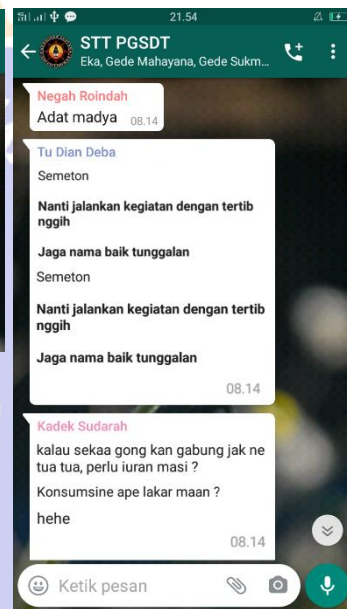 21.54
STT PGSDT
Eka, Gede Mahayana, Gede Sukm...
Negah Roindah
Adat madya 08.14
Tu Dian Deba
Semeton
Nanti jalankan kegiatan dengan tertib
nggih
Jaga nama baik tunggalan
Semeton
Nanti jalankan kegiatan dengan tertib
nggih
Jaga nama baik tunggalan
08.14
Kadek Sudarah
kalau sekaa gong kan gabung jak ne
tua tua, perlu iuran masi ?
Konsumsine ape lakar maan ?
hehe
08.14
Ketik pesan